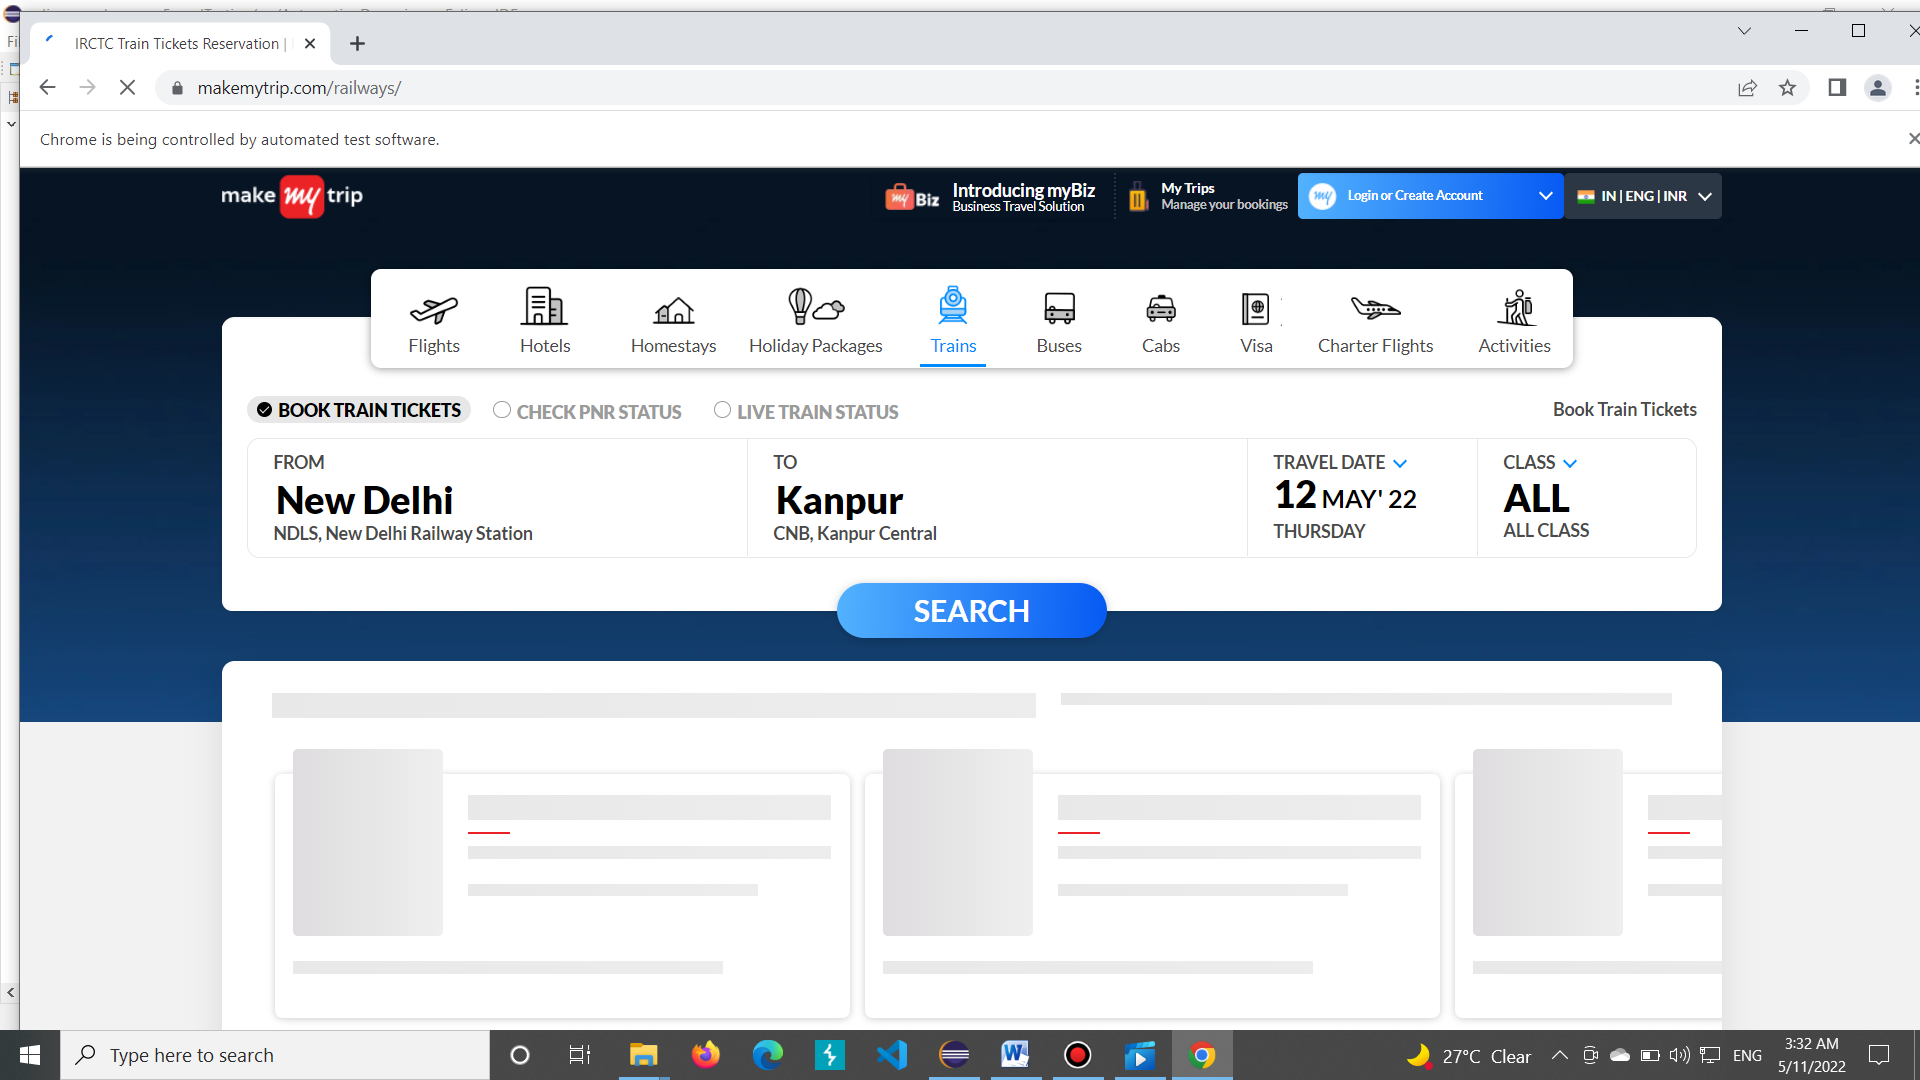 IRCTC Train Tickets Reservation |
makemytrip.com/railways/
Chrome is being controlled by automated test software.
make my trip
my Biz
Introducing myBiz
Business Travel Solution
My Trips
Manage your bookings
my
Login or Create Account
IN | ENG | INR
Flights
Hotels
Homestays
Holiday Packages
Trains
Buses
Cabs
Visa
Charter Flights
Activities
BOOK TRAIN TICKETS
CHECK PNR STATUS
LIVE TRAIN STATUS
Book Train Tickets
FROM
New Delhi
NDLS, New Delhi Railway Station
TO
Kanpur
CNB, Kanpur Central
TRAVEL DATE
12 MAY' 22
THURSDAY
CLASS
ALL
ALL CLASS
SEARCH
Type here to search
27°C Clear
ENG
3:32 AM
5/11/2022